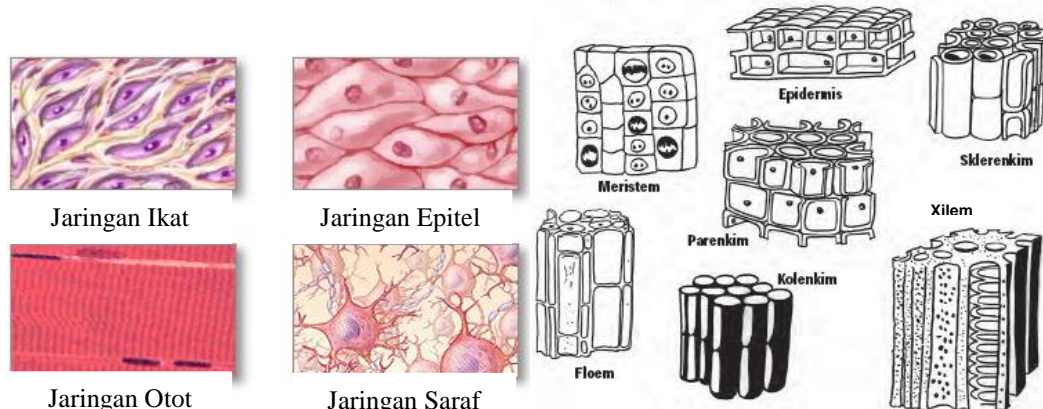 Jaringan Ikat
Jaringan Epitel
Jaringan Otot
Jaringan Saraf
Epidermis
Meristem
Sklerenkim
Parenkim
Xilem
Kolenkim
Floem